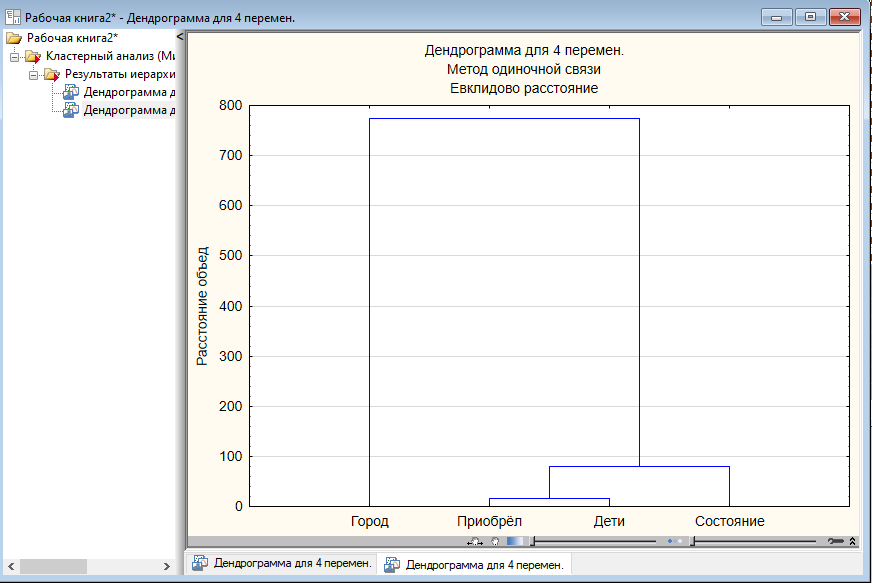 Рабочая книга2* - Дендрограмма для 4 перемен.
Рабочая книга2*
Кластерный анализ (Ми
Результаты иерархи
Дендрограмма д
Дендрограмма д
Дендрограмма для 4 перемен.
Метод одиночной связи
Евклидово расстояние
Расстояние объед
800
700
600
500
400
300
200
100
0
Город Приобрёл Дети Состояние
Дендрограмма для 4 перемен. Дендрограмма для 4 перемен.